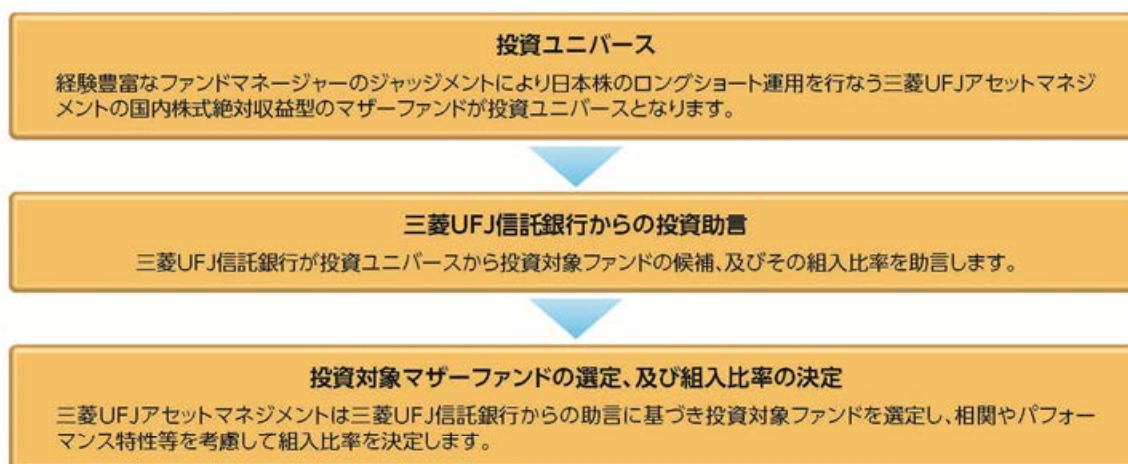 投資ユニバース
経験豊富なファンドマネージャーのジャッジメントにより日本株のロングショート運用を行なう三菱UFJアセットマネジ
メントの国内株式絶対収益型のマザーファンドが投資ユニバースとなります。
三菱UFJ信託銀行からの投資助言
三菱UFJ信託銀行が投資ユニバースから投資対象ファンドの候補、及びその組入比率を助言します。
投資対象マザーファンドの選定、及び組入比率の決定
三菱UFJアセットマネジメントは三菱UFJ信託銀行からの助言に基づき投資対象ファンドを選定し、相関やパフォー
マンス特性等を考慮して組入比率を決定します。